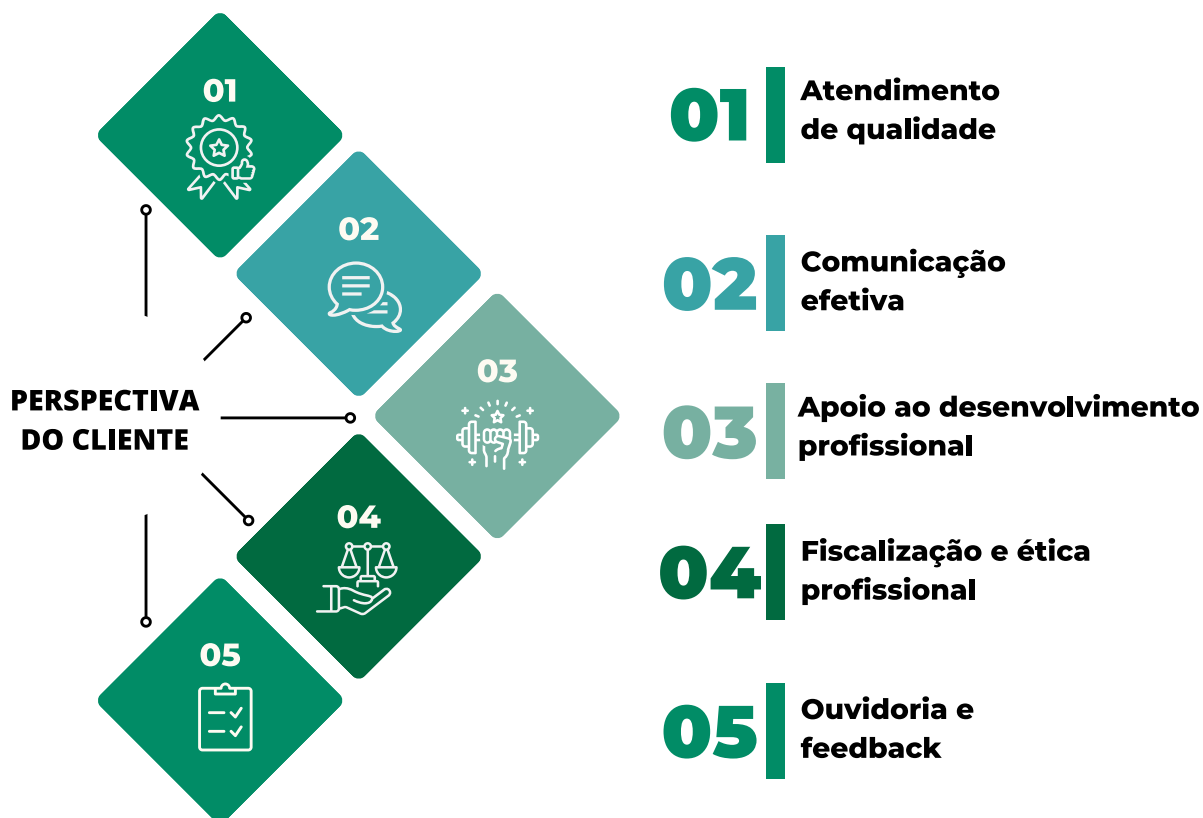 01
02
03
04
05
PERSPECTIVA
DO CLIENTE
01
Atendimento
de qualidade
02
Comunicação
efetiva
03
Apoio ao desenvolvimento
profissional
04
Fiscalização e ética
profissional
05
Ouvidoria e
feedback